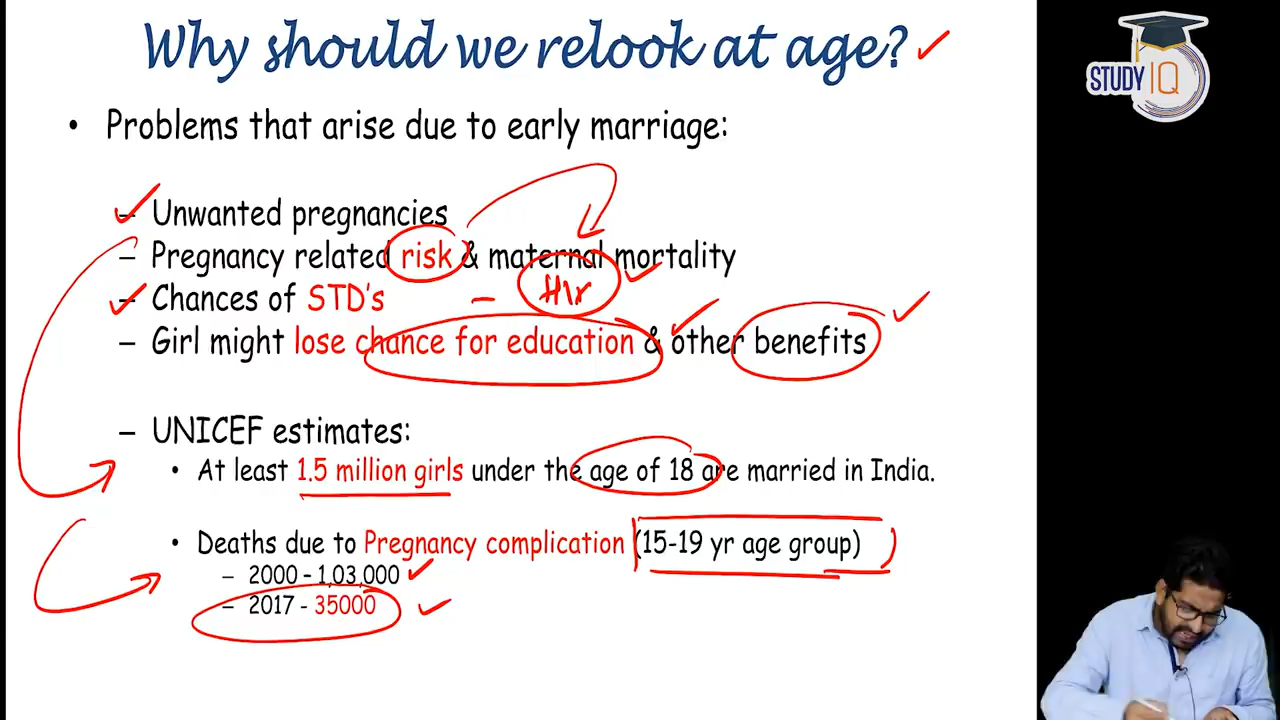 Why should we relook at age?
STUDY IQ
• Problems that arise due to early marriage:
– Unwanted pregnancies
– Pregnancy related risk & maternal mortality
– Chances of STD's
– Girl might lose chance for education & other benefits
– UNICEF estimates:
• At least 1.5 million girls under the age of 18 are married in India.
• Deaths due to Pregnancy complication (15-19 yr age group)
– 2000 - 1,03,000
– 2017 - 35000